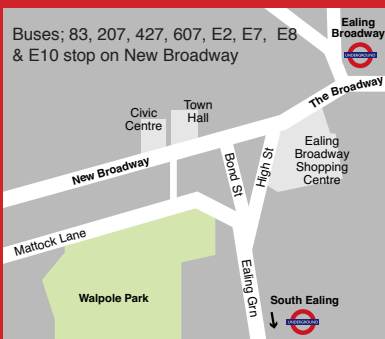 Buses; 83, 207, 427, 607, E2, E7, E8
& E10 stop on New Broadway
Ealing
Broadway
UNDERGROUND
The Broadway
Civic
Centre
Town
Hall
Ealing
Broadway
Shopping
Centre
New Broadway
Bond St
High St
Mattock Lane
Walpole Park
Ealing Grn
South Ealing
UNDERGROUND